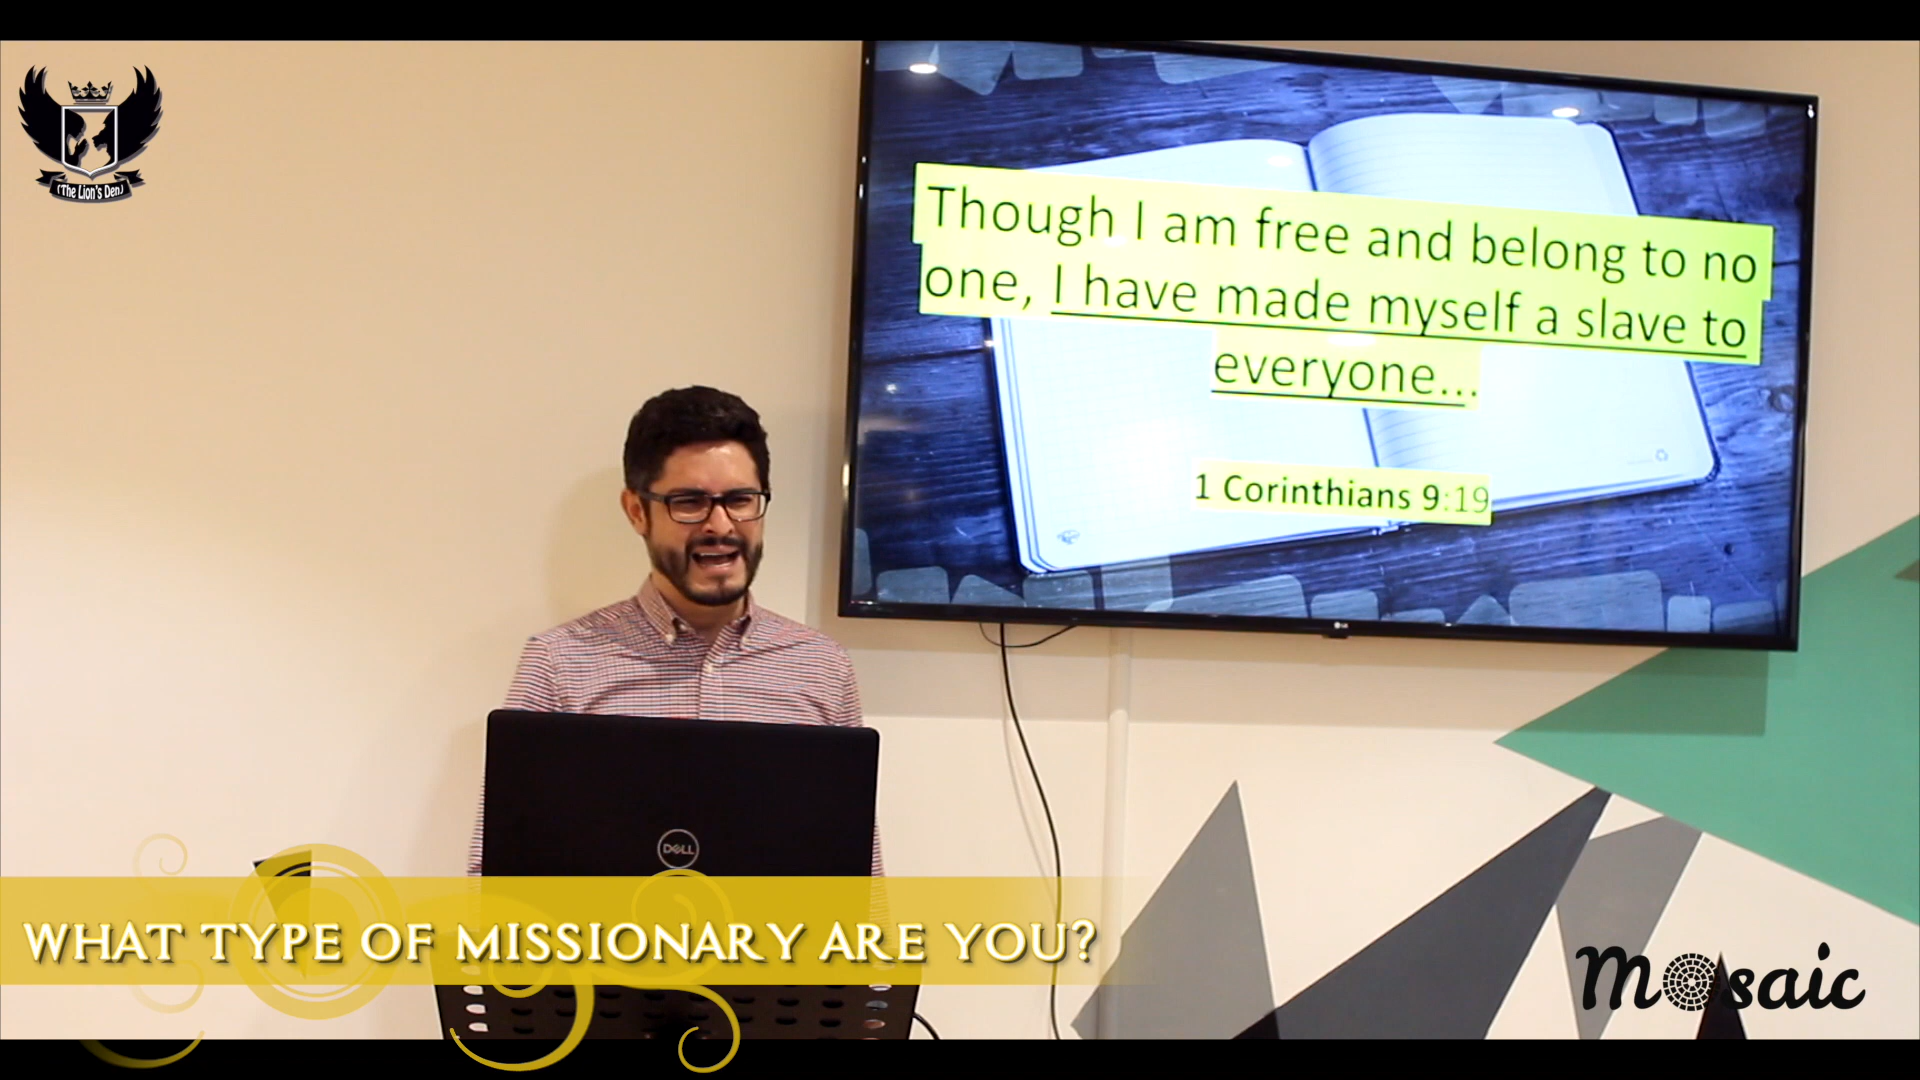 (The Lion's Den)
Though I am free and belong to no
one, I have made myself a slave to
everyone...
1 Corinthians 9:19
LG
DELL
WHAT TYPE OF MISSIONARY ARE YOU?
Mosaic